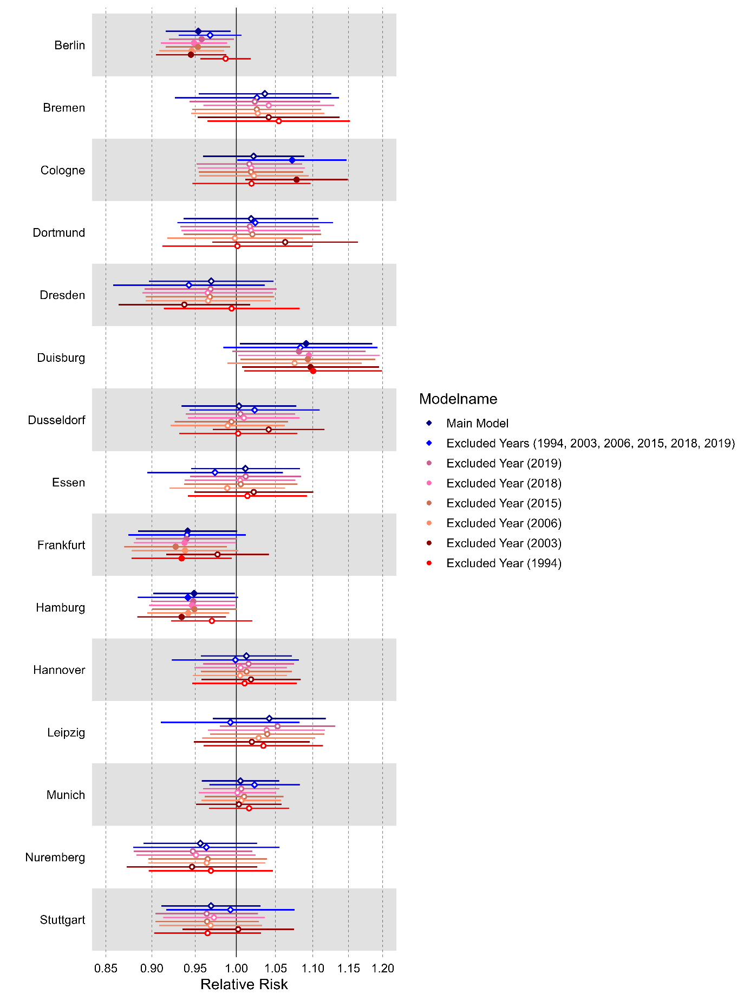 Berlin
Bremen
Cologne
Dortmund
Dresden
Duisburg
Dusseldorf
Essen
Frankfurt
Hamburg
Hannover
Leipzig
Munich
Nuremberg
Stuttgart
0.85 0.90 0.95 1.00 1.05 1.10 1.15 1.20
Relative Risk
Modelname
Main Model
Excluded Years (1994, 2003, 2006, 2015, 2018, 2019)
Excluded Year (2019)
Excluded Year (2018)
Excluded Year (2015)
Excluded Year (2006)
Excluded Year (2003)
Excluded Year (1994)